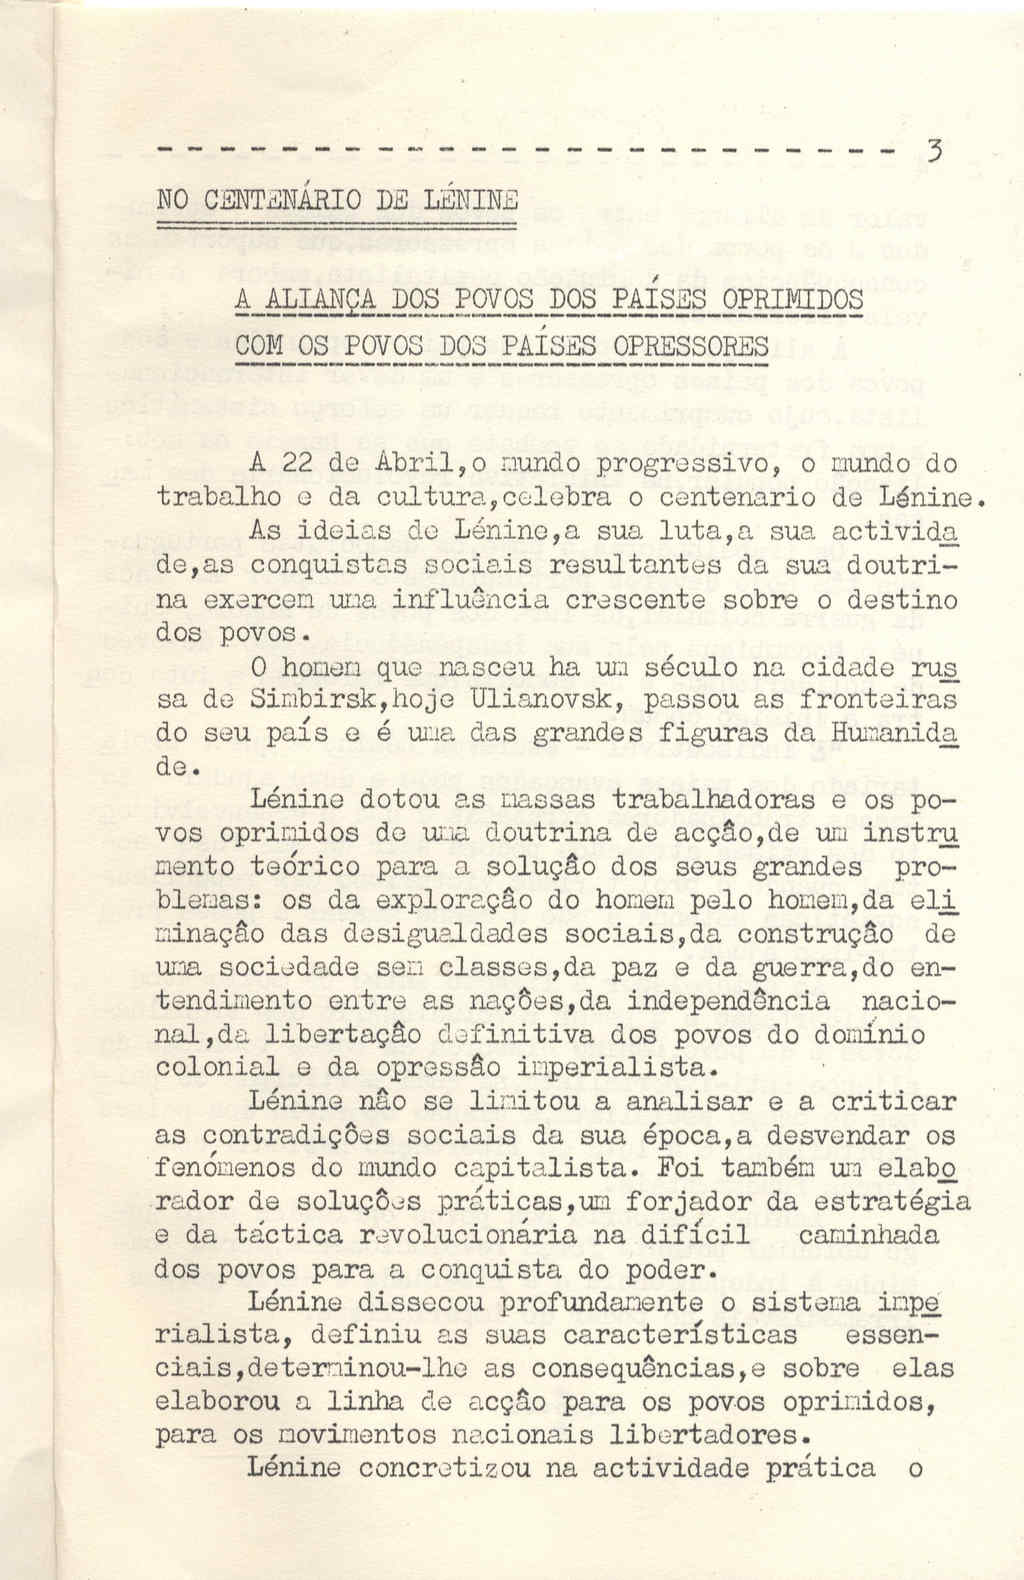 3
NO CENTENÁRIO DE LÉNINE
A ALIANÇA DOS POVOS DOS PAÍSES OPRIMIDOS
COM OS POVOS DOS PAÍSES OPRESSORES
A 22 de Abril,o mundo progressivo, o mundo do
trabalho e da cultura,celebra o centenario de Lénine.
As ideias de Lénine,a sua luta,a sua activida
de,as conquistas sociais resultantes da sua doutri-
na exercem uma influência crescente sobre o destino
dos povos.
O homem que nasceu ha um século na cidade rus
sa de Simbirsk,hoje Ulianovsk, passou as fronteiras
do seu país e é uma das grandes figuras da Humanida
de.
Lénine dotou as massas trabalhadoras e os po-
vos oprimidos de uma doutrina de acçâo,de um instru
mento teórico para a soluçâo dos seus grandes pro-
blemas: os da exploraçâo do homem pelo homem,da eli
minaçâo das desigualdades sociais,da construçâo de
uma sociedade sem classes,da paz e da guerra,do en-
tendimento entre as naçôes,da independência nacio-
nal,da libertaçâo definitiva dos povos do domínio
colonial e da opressâo imperialista.
Lénine nâo se limitou a analisar e a criticar
as contradiçôes sociais da sua época,a desvendar os
fenómenos do mundo capitalista. Foi também um elabo
rador de soluçôes práticas,um forjador da estratégia
e da táctica revolucionária na difícil caminhada
dos povos para a conquista do poder.
Lénine dissecou profundamente o sistema impe
rialista, definiu as suas características essen-
ciais,determinou-lhe as consequências,e sobre elas
elaborou a linha de acçâo para os povos oprimidos,
para os movimentos nacionais libertadores.
Lénine concretizou na actividade prática o